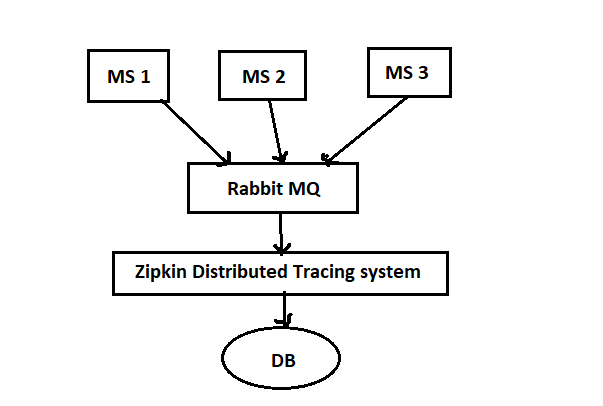 MS 1
MS 2
MS 3
Rabbit MQ
Zipkin Distributed Tracing system
DB